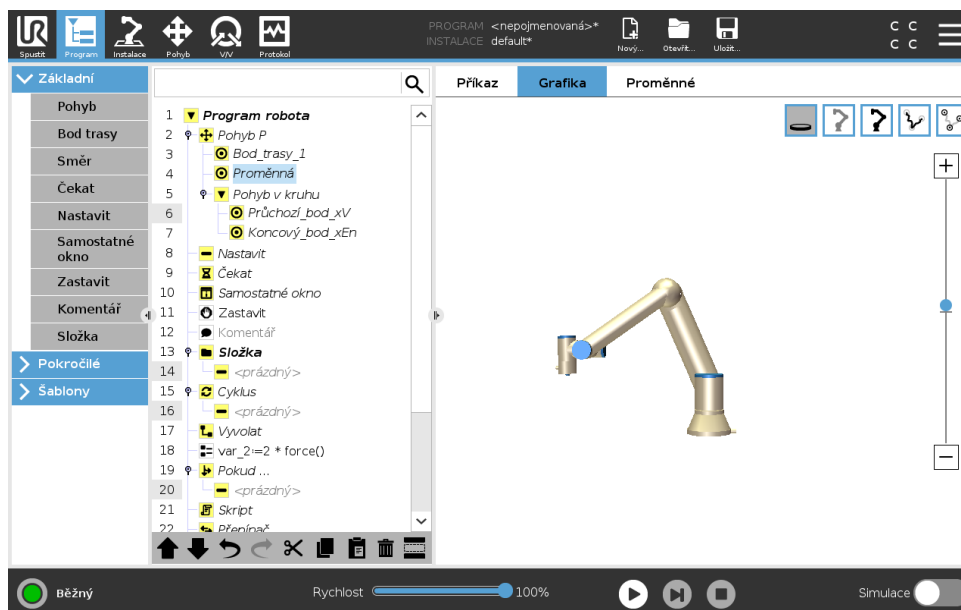 UR
Spustit
Program
Instalace
Pohyb
V/V
Protokol
PROGRAM <nepojmenovaná>*
INSTALACE default*
Nový...
Otevřít...
Uložit...
C C
C C
Základní
Pohyb
Bod trasy
Směr
Čekat
Nastavit
Samostatné
okno
Zastavit
Komentář
Složka
Pokročilé
Šablony
1 Program robota
2 Pohyb P
3 Bod_trasy_1
4 Proměnná
5 Pohyb v kruhu
6 Průchozí_bod_xV
7 Koncový_bod_xEn
8 Nastavit
9 Čekat
10 Samostatné okno
11 Zastavit
12 Komentář
13 Složka
14 <prázdný>
15 Cyklus
16 <prázdný>
17 Vyvolat
18 var_2:=2 * force()
19 Pokud ...
20 <prázdný>
21 Skript
22 Přepínač
Příkaz
Grafika
Proměnné
Běžný
Rychlost
100%
Simulace